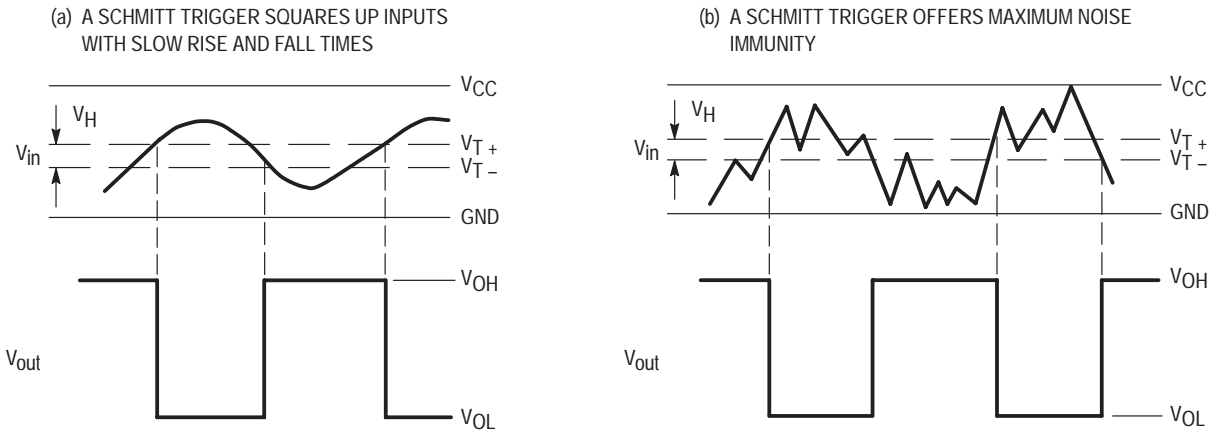 (a) A SCHMITT TRIGGER SQUARES UP INPUTS
WITH SLOW RISE AND FALL TIMES
VCC
VH
VT+
Vin
VT−
GND
VOH
Vout
VOL
(b) A SCHMITT TRIGGER OFFERS MAXIMUM NOISE
IMMUNITY
VCC
VH
VT+
Vin
VT−
GND
VOH
Vout
VOL